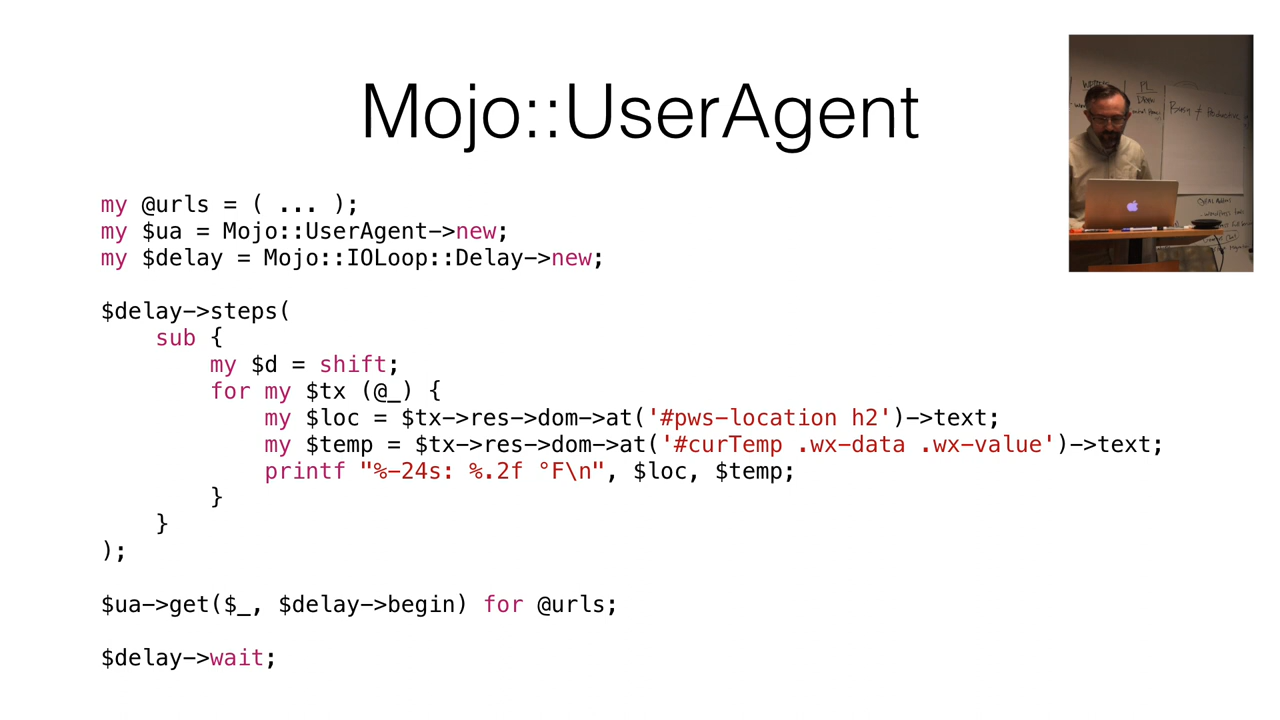 Mojo::UserAgent
my @urls = ( ... );
my $ua = Mojo::UserAgent->new;
my $delay = Mojo::IOLoop::Delay->new;
$delay->steps(
    sub {
        my $d = shift;
        for my $tx (@_) {
            my $loc = $tx->res->dom->at('#pws-location h2')->text;
            my $temp = $tx->res->dom->at('#curTemp .wx-data .wx-value')->text;
            printf "%-24s: %.2f °F\n", $loc, $temp;
        }
    }
);
$ua->get($_, $delay->begin) for @urls;
$delay->wait;
PL
≠